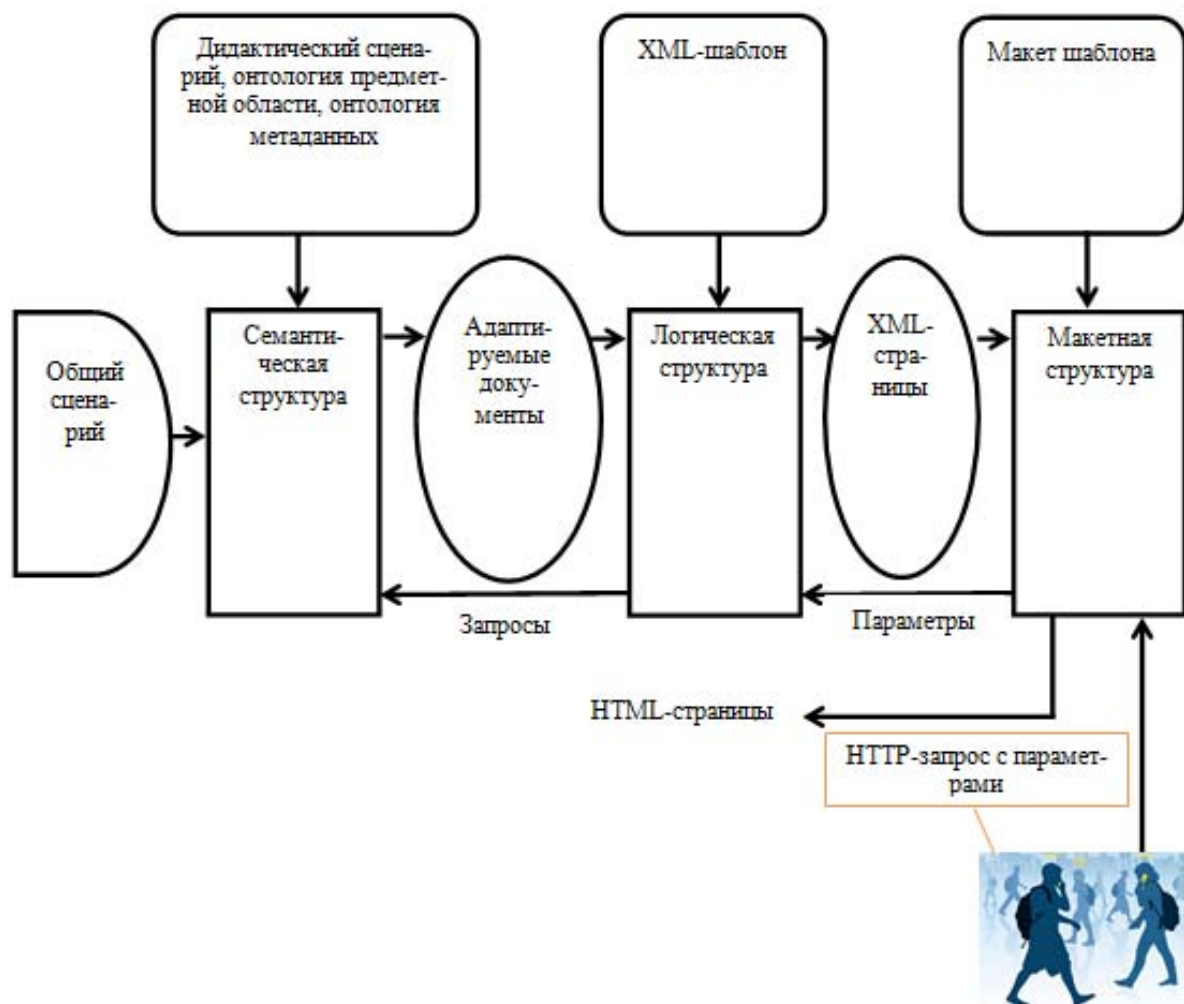 Дидактический сцена-
рий, онтология предмет-
ной области, онтология
метаданных
XML-шаблон
Макет шаблона
Общий
сцена-
рий
Семанти-
ческая
структура
Адапти-
руемые
доку-
менты
Логическая
структура
XML-
стра-
ницы
Макетная
структура
Запросы
Параметры
HTML-страницы
HTTP-запрос с парамет-
рами